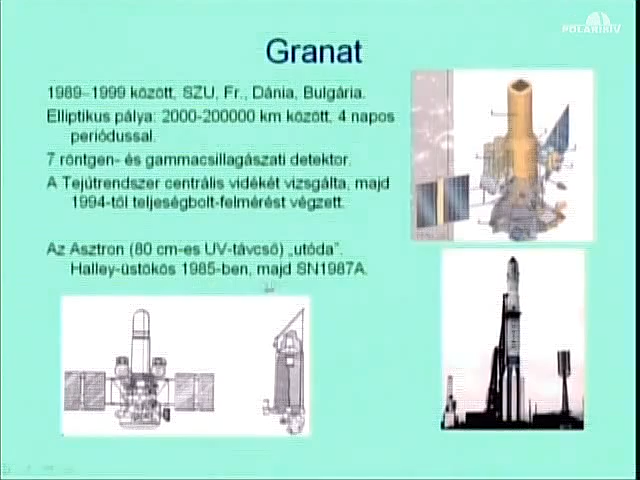 POLARIS TV
Granat
1989-1999 között, SZU, Fr., Dánia, Bulgária.
Elliptikus pálya: 2000-200000 km között, 4 napos
periódussal.
7 röntgen- és gammacsillagászati detektor.
A Tejútrendszer centrális vidékét vizsgálta, majd
1994-től teljeségbolt-felmérést végzett.
Az Asztron (80 cm-es UV-távcső) „utóda”.
Halley-üstökös 1985-ben, majd SN1987A.